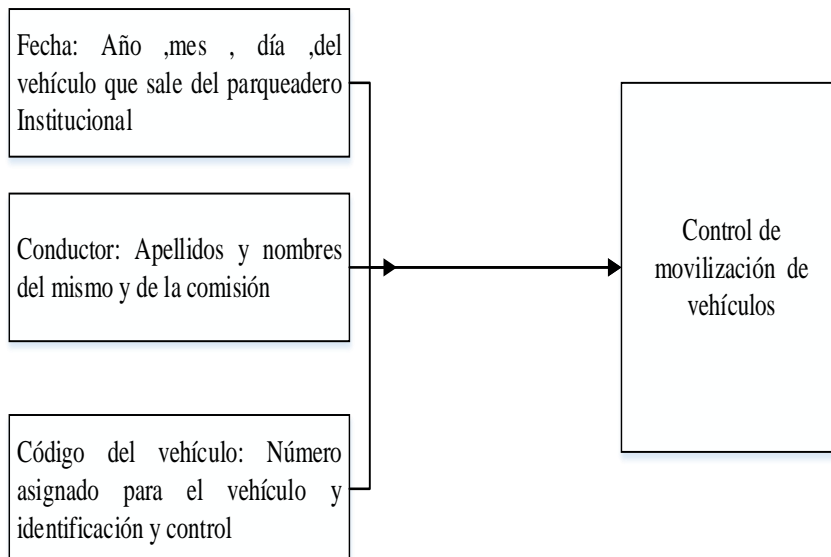 Fecha: Año ,mes , día ,del
vehículo que sale del parqueadero
Institucional
Conductor: Apellidos y nombres
del mismo y de la comisión
Código del vehículo: Número
asignado para el vehículo y
identificación y control
Control de
movilización de
vehículos